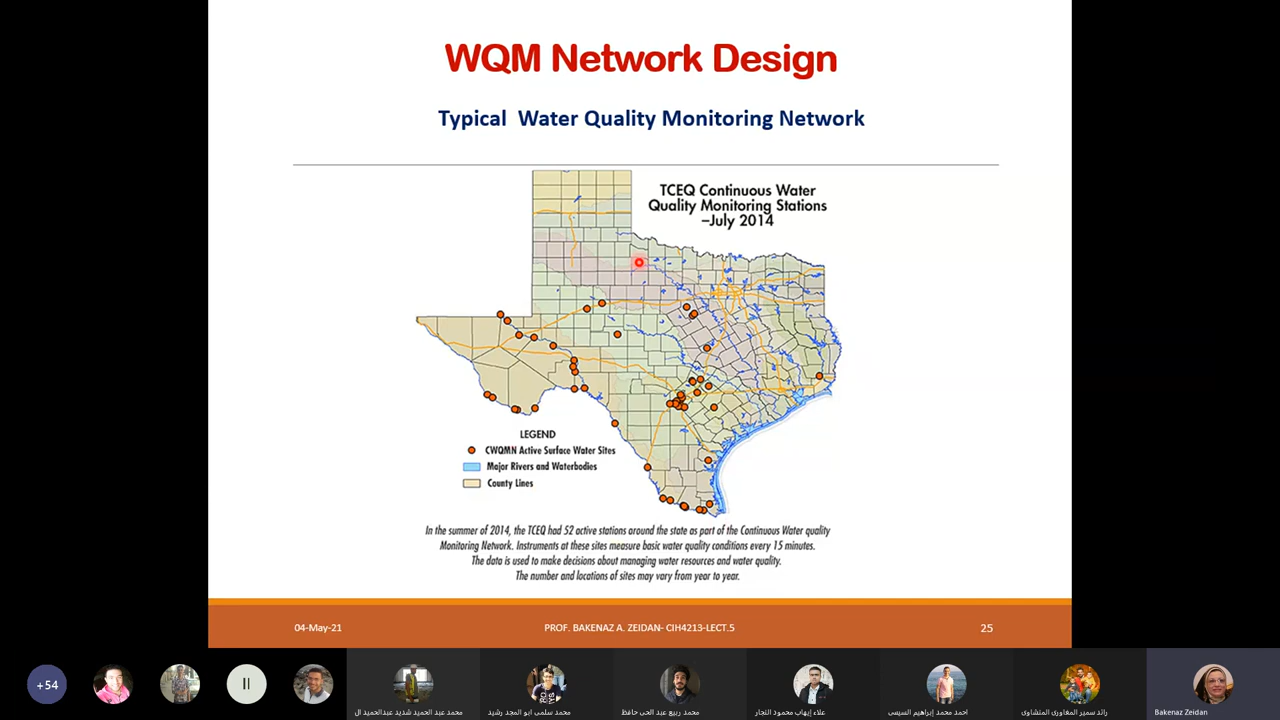 WQM Network Design
Typical Water Quality Monitoring Network
TCEQ Continuous Water
Quality Monitoring Stations
–July 2014
LEGEND
CWQMN Active Surface Water Sites
Major Rivers and Waterbodies
County Lines
In the summer of 2014, the TCEQ had 52 active stations around the state as part of the Continuous Water quality
Monitoring Network. Instruments at these sites measure basic water quality conditions every 15 minutes.
The data is used to make decisions about managing water resources and water quality.
The number and locations of sites may vary from year to year.
04-May-21
PROF. BAKENAZ A. ZEIDAN- CIH4213-LECT.5
25
+54
محمد عبد الحميد شديد عبدالحميد ال
محمد سلمى ابو المجد رشيد
محمد ربيع عبد الحى حافظ
علاء إيهاب محمود النجار
احمد محمد إبراهيم السيسى
رائد سمير المغاورى المتشاوى
Bakenaz Zeidan